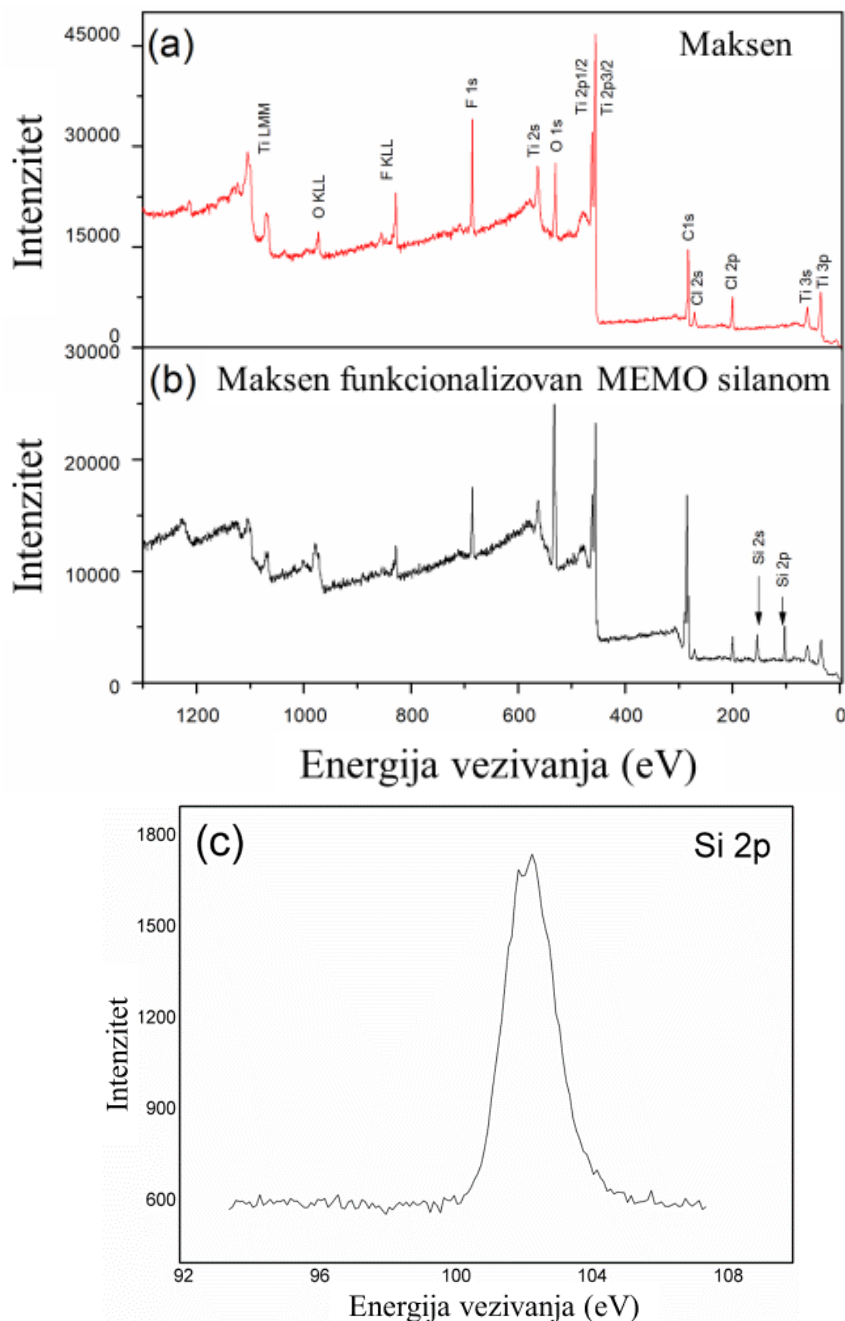 (a) Maksen
45000
30000
15000
0
Intenzitet
Ti LMM
O KLL
F KLL
F 1s
Ti 2s
O 1s
Ti 2p1/2
Ti 2p3/2
C1s
Cl 2s
Cl 2p
Ti 3s
Ti 3p
(b) Maksen funkcionalizovan MEMO silanom
30000
20000
10000
0
Intenzitet
Si 2s
Si 2p
1200 1000 800 600 400 200 0
Energija vezivanja (eV)
(c) Si 2p
1800
1500
1200
900
600
Intenzitet
92 96 100 104 108
Energija vezivanja (eV)